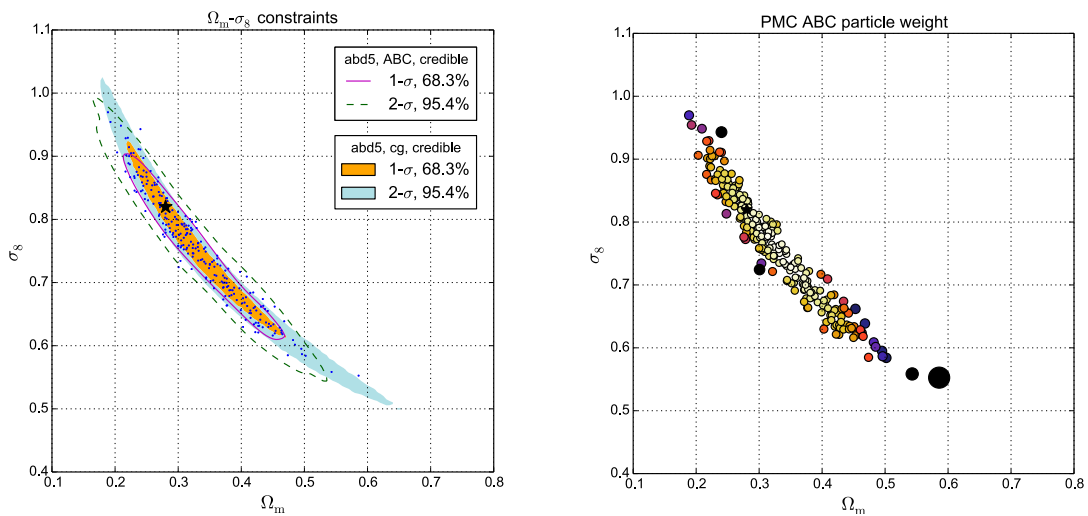 Ωm-σ8 constraints
1.1
1.0
0.9
0.8
0.7
0.6
0.5
0.4
σ8
abd5, ABC, credible
1-σ, 68.3%
2-σ, 95.4%
abd5, cg, credible
1-σ, 68.3%
2-σ, 95.4%
0.1 0.2 0.3 0.4 0.5 0.6 0.7 0.8
Ωm
PMC ABC particle weight
1.1
1.0
0.9
0.8
0.7
0.6
0.5
0.4
σ8
0.1 0.2 0.3 0.4 0.5 0.6 0.7 0.8
Ωm